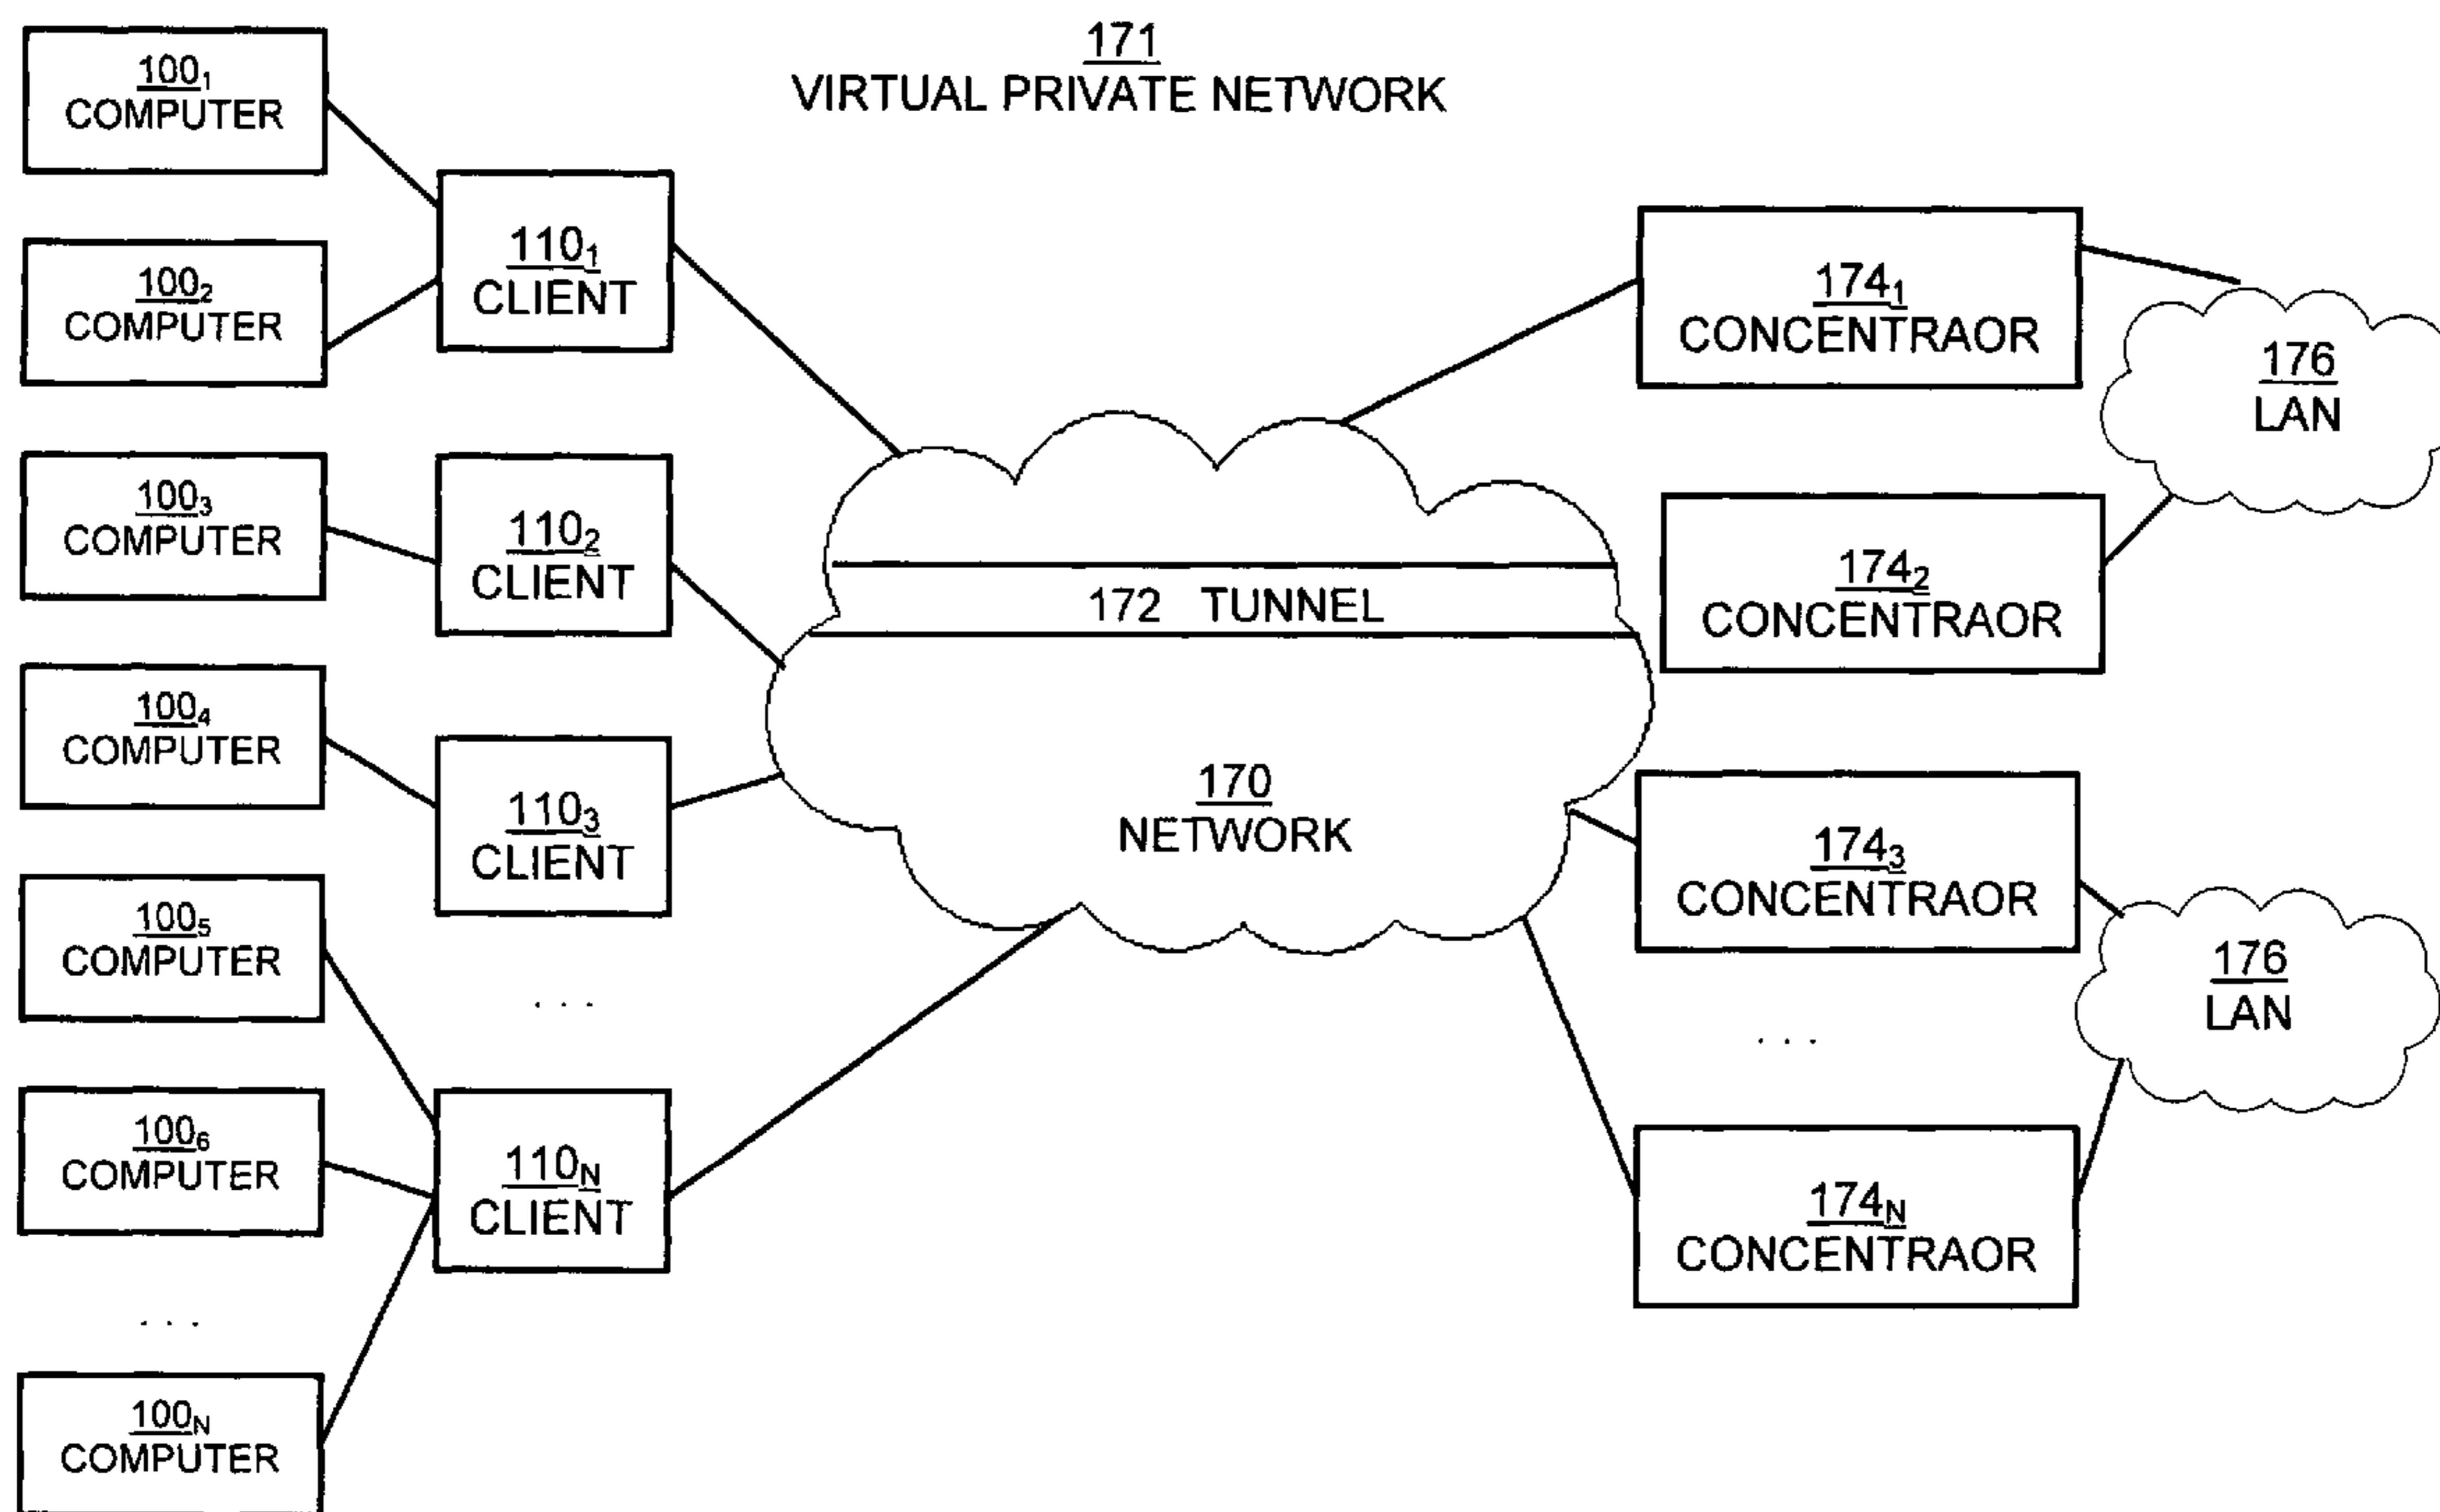 171
VIRTUAL PRIVATE NETWORK
100₁
COMPUTER
100₂
COMPUTER
100₃
COMPUTER
100₄
COMPUTER
100₅
COMPUTER
100₆
COMPUTER
. . .
100N
COMPUTER
110₁
CLIENT
110₂
CLIENT
110₃
CLIENT
. . .
110N
CLIENT
172 TUNNEL
170
NETWORK
174₁
CONCENTRAOR
174₂
CONCENTRAOR
174₃
CONCENTRAOR
. . .
174N
CONCENTRAOR
176
LAN
176
LAN